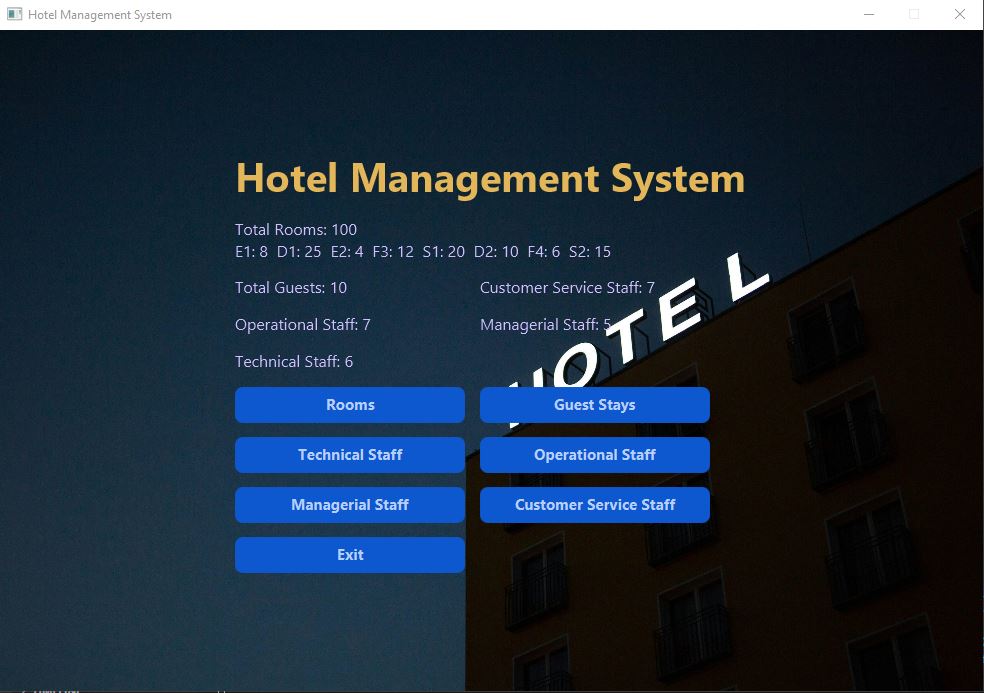 Hotel Management System
Hotel Management System
Total Rooms: 100
E1: 8 D1: 25 E2: 4 F3: 12 S1: 20 D2: 10 F4: 6 S2: 15
Total Guests: 10
Customer Service Staff: 7
Operational Staff: 7
Managerial Staff: 5
Technical Staff: 6
HOTEL
Rooms
Guest Stays
Technical Staff
Operational Staff
Managerial Staff
Customer Service Staff
Exit